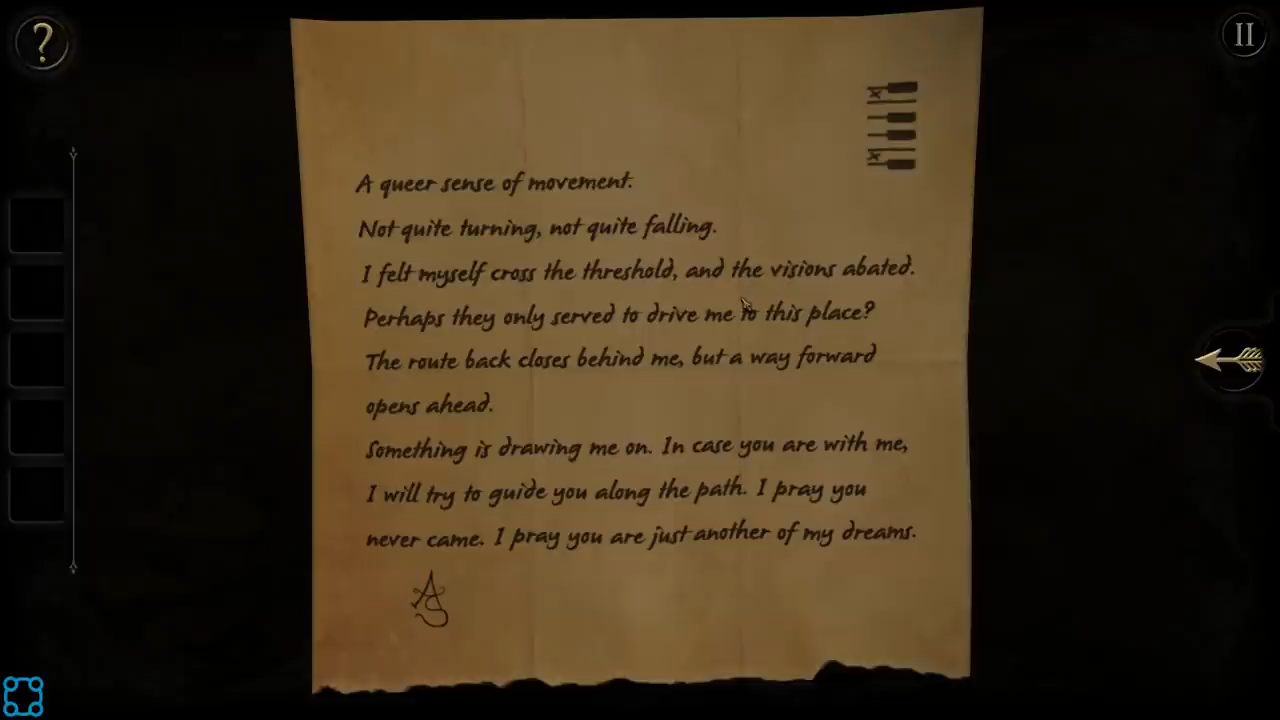 A queer sense of movement.
Not quite turning, not quite falling.
I felt myself cross the threshold, and the visions abated.
Perhaps they only served to drive me to this place?
The route back closes behind me, but a way forward
opens ahead.
Something is drawing me on. In case you are with me,
I will try to guide you along the path. I pray you
never came. I pray you are just another of my dreams.
AS